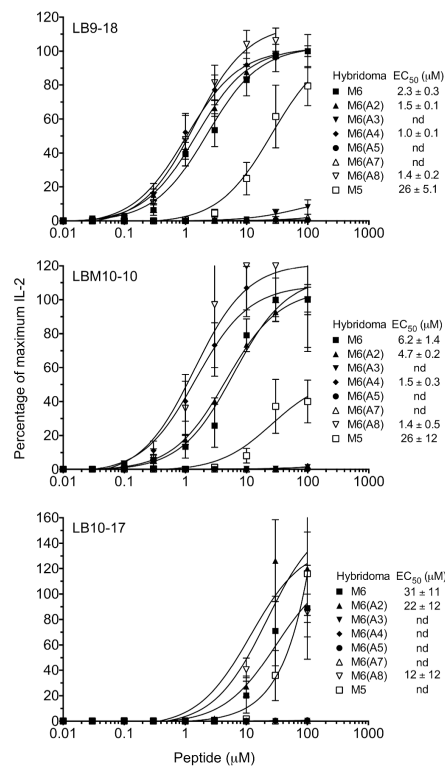 LB9-18
120
100
80
60
40
20
0
0.01 0.1 1 10 100 1000
Hybridoma EC50 (μM)
■ M6 2.3 ± 0.3
▲ M6(A2) 1.5 ± 0.1
▼ M6(A3) nd
◆ M6(A4) 1.0 ± 0.1
● M6(A5) nd
△ M6(A7) nd
▽ M6(A8) 1.4 ± 0.2
□ M5 26 ± 5.1
Percentage of maximum IL-2
LBM10-10
120
100
80
60
40
20
0
0.01 0.1 1 10 100 1000
Hybridoma EC50 (μM)
■ M6 6.2 ± 1.4
▲ M6(A2) 4.7 ± 0.2
▼ M6(A3) nd
◆ M6(A4) 1.5 ± 0.3
● M6(A5) nd
△ M6(A7) nd
▽ M6(A8) 1.4 ± 0.5
□ M5 26 ± 12
LB10-17
160
140
120
100
80
60
40
20
0
0.01 0.1 1 10 100 1000
Hybridoma EC50 (μM)
■ M6 31 ± 11
▲ M6(A2) 22 ± 12
▼ M6(A3) nd
◆ M6(A4) nd
● M6(A5) nd
△ M6(A7) nd
▽ M6(A8) 12 ± 12
□ M5 nd
Peptide (μM)